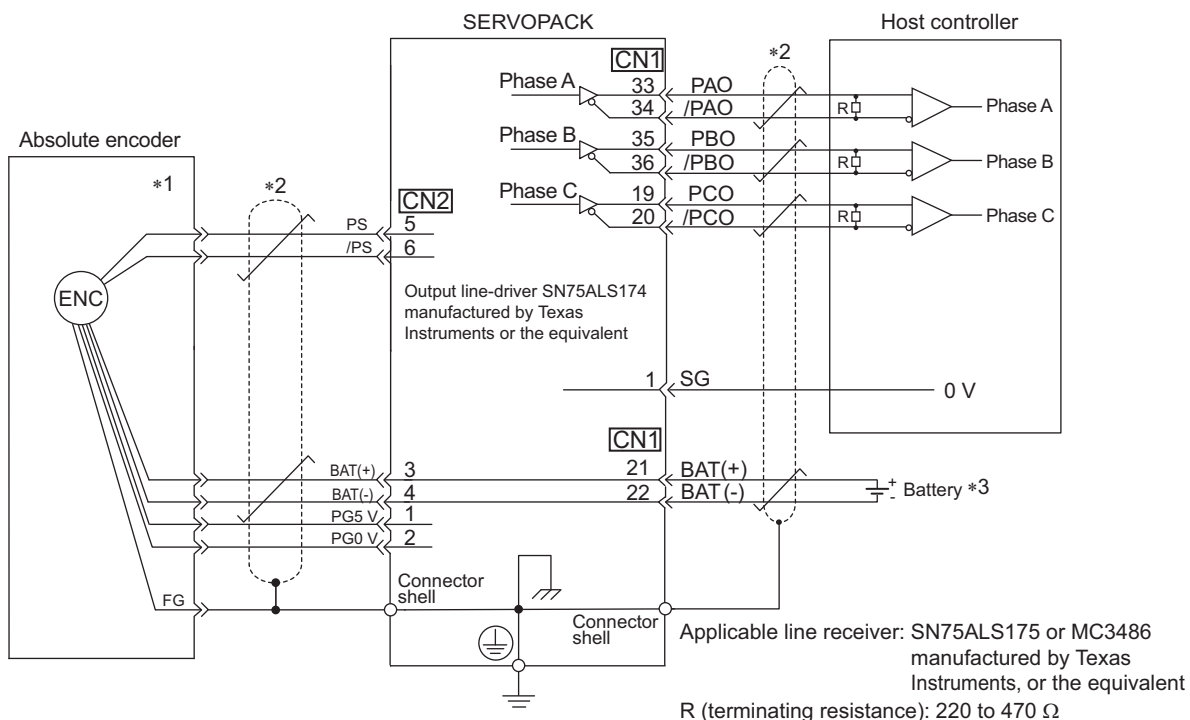 SERVOPACK
Host controller
CN1
*2
Phase A
33 PAO
34 /PAO
R
Phase A
Phase B
35 PBO
36 /PBO
R
Phase B
Phase C
19 PCO
20 /PCO
R
Phase C
Absolute encoder
*1
*2
CN2
PS 5
/PS 6
ENC
Output line-driver SN75ALS174
manufactured by Texas
Instruments or the equivalent
1 SG
0 V
CN1
BAT(+) 3
21 BAT(+)
BAT(-) 4
22 BAT (-)
+
-
Battery *3
PG5 V 1
PG0 V 2
FG
Connector
shell
Connector
shell
Applicable line receiver: SN75ALS175 or MC3486
manufactured by Texas
Instruments, or the equivalent
R (terminating resistance): 220 to 470 Ω